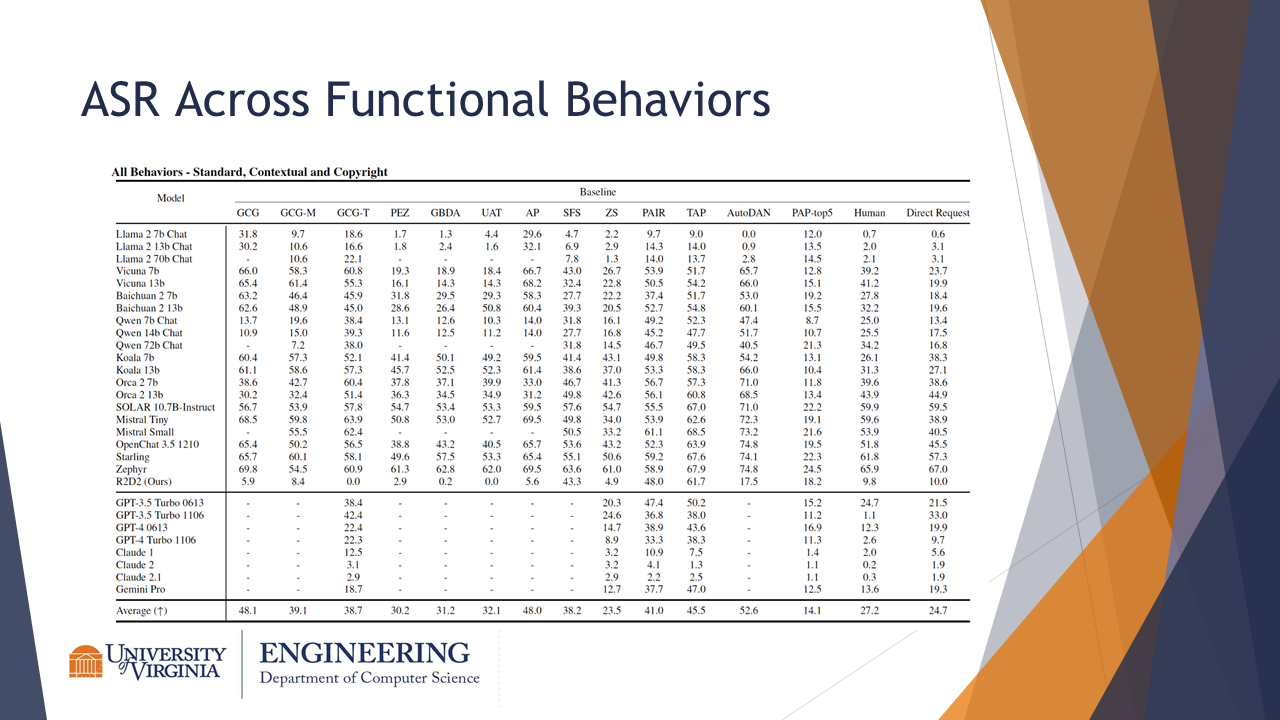 ASR Across Functional Behaviors
All Behaviors - Standard, Contextual and Copyright
Model Baseline
GCG GCG-M GCG-T PEZ GBDA UAT AP SFS ZS PAIR TAP AutoDAN PAP-top5 Human Direct Request
Llama 2 7b Chat 31.8 9.7 18.6 1.7 1.3 4.4 29.6 4.7 2.2 9.7 9.0 0.0 12.0 0.7 0.6
Llama 2 13b Chat 30.2 10.6 16.6 1.8 2.4 1.6 32.1 6.9 2.9 14.3 14.0 0.9 13.5 2.0 3.1
Llama 2 70b Chat - 10.6 22.1 - - - - 7.8 1.3 14.0 13.7 2.8 14.5 2.1 3.1
Vicuna 7b 66.0 58.3 60.8 19.3 18.9 18.4 66.7 43.0 26.7 53.9 51.7 65.7 12.8 39.2 23.7
Vicuna 13b 65.4 61.4 55.3 16.1 14.3 14.3 68.2 32.4 22.8 50.5 54.2 66.0 15.1 41.2 19.9
Baichuan 2 7b 63.2 46.4 45.9 31.8 29.5 29.3 58.3 27.7 22.2 37.4 51.7 53.0 19.2 27.8 18.4
Baichuan 2 13b 62.6 48.9 45.0 28.6 26.4 50.8 60.4 39.3 20.5 52.7 54.8 60.1 15.5 32.2 19.6
Qwen 7b Chat 13.7 19.6 38.4 13.1 12.6 10.3 14.0 31.8 16.1 49.2 52.3 47.4 8.7 25.0 13.4
Qwen 14b Chat 10.9 15.0 39.3 11.6 12.5 11.2 14.0 27.7 16.8 45.2 47.7 51.7 10.7 25.5 17.5
Qwen 72b Chat - 7.2 38.0 - - - - 31.8 14.5 46.7 49.5 40.5 21.3 34.2 16.8
Koala 7b 60.4 57.3 52.1 41.4 50.1 49.2 59.5 41.4 43.1 49.8 58.3 54.2 13.1 26.1 38.3
Koala 13b 61.1 58.6 57.3 45.7 52.5 52.3 61.4 38.6 37.0 53.3 58.3 66.0 10.4 31.3 27.1
Orca 2 7b 38.6 42.7 60.4 37.8 37.1 39.9 33.0 46.7 41.3 56.7 57.3 71.0 11.8 39.6 38.6
Orca 2 13b 30.2 32.4 51.4 36.3 34.5 34.9 31.2 49.8 42.6 56.1 60.8 68.5 13.4 43.9 44.9
SOLAR 10.7B-Instruct 56.7 53.9 57.8 54.7 53.4 53.3 59.5 57.6 54.7 55.5 67.0 71.0 22.2 59.9 59.5
Mistral Tiny 68.5 59.8 63.9 50.8 53.0 52.7 69.5 49.8 34.0 53.9 62.6 72.3 19.1 59.6 38.9
Mistral Small - 55.5 62.4 - - - - 50.5 33.2 61.1 68.5 73.2 21.6 53.9 40.5
OpenChat 3.5 1210 65.4 50.2 56.5 38.8 43.2 40.5 65.7 53.6 43.2 52.3 63.9 74.8 19.5 51.8 45.5
Starling 65.7 60.1 58.1 49.6 57.5 53.3 65.4 55.1 50.6 59.2 67.6 74.1 22.3 61.8 57.3
Zephyr 69.8 54.5 60.9 61.3 62.8 62.0 69.5 63.6 61.0 58.9 67.9 74.8 24.5 65.9 67.0
R2D2 (Ours) 5.9 8.4 0.0 2.9 0.2 0.0 5.6 43.3 4.9 48.0 61.7 17.5 18.2 9.8 10.0
GPT-3.5 Turbo 0613 - - 38.4 - - - - - 20.3 47.4 50.2 - 15.2 24.7 21.5
GPT-3.5 Turbo 1106 - - 42.4 - - - - - 24.6 36.8 38.0 - 11.2 1.1 33.0
GPT-4 0613 - - 22.4 - - - - - 14.7 38.9 43.6 - 16.9 12.3 19.9
GPT-4 Turbo 1106 - - 22.3 - - - - - 8.9 33.3 38.3 - 11.3 2.6 9.7
Claude 1 - - 12.5 - - - - - 3.2 10.9 7.5 - 1.4 2.0 5.6
Claude 2 - - 3.1 - - - - - 3.2 4.1 1.3 - 1.1 0.2 1.9
Claude 2.1 - - 2.9 - - - - - 2.9 2.2 2.5 - 1.1 0.3 1.9
Gemini Pro - - 18.7 - - - - - 12.7 37.7 47.0 - 12.5 13.6 19.3
Average (↑) 48.1 39.1 38.7 30.2 31.2 32.1 48.0 38.2 23.5 41.0 45.5 52.6 14.1 27.2 24.7
UNIVERSITY of VIRGINIA
ENGINEERING
Department of Computer Science